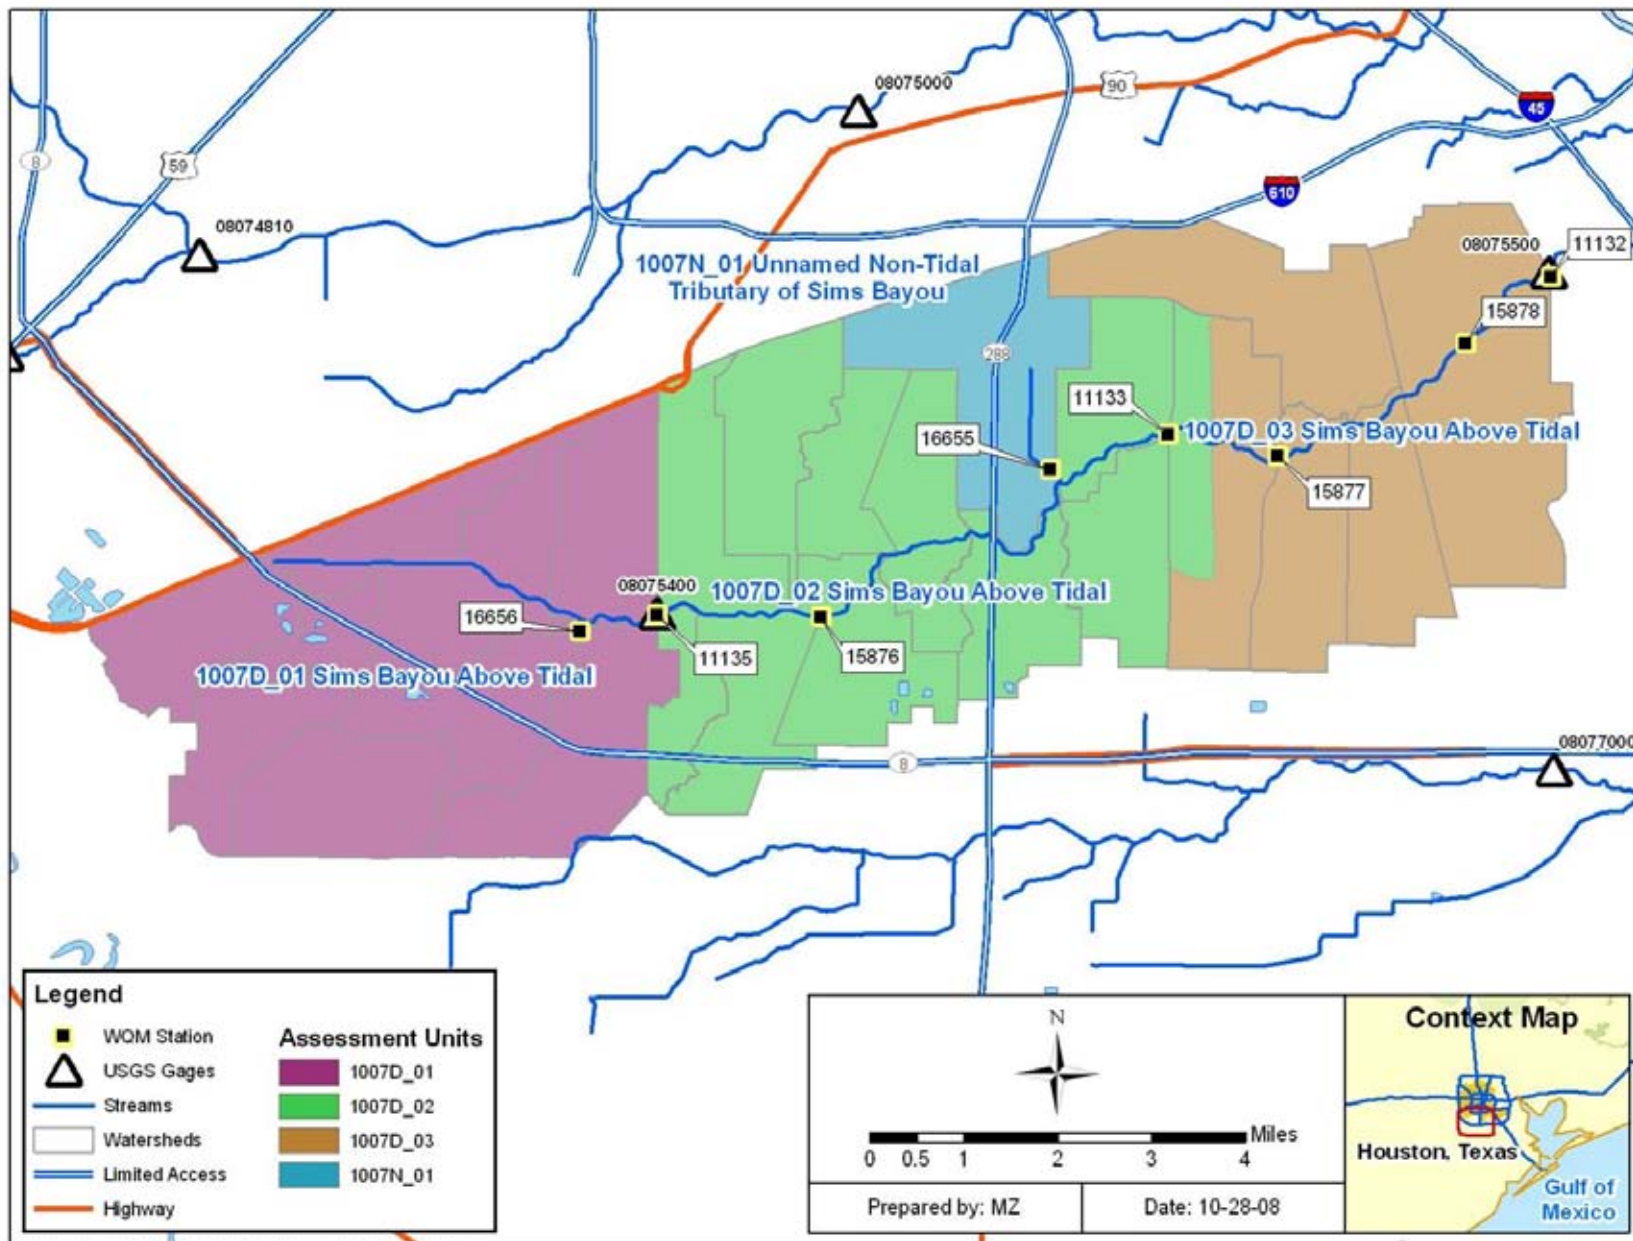 08075000
90
45
8
59
610
08074810
08075500
11132
1007N_01 Unnamed Non-Tidal
Tributary of Sims Bayou
15878
288
11133
16655
1007D_03 Sims Bayou Above Tidal
15877
08075400
1007D_02 Sims Bayou Above Tidal
16656
11135
15876
1007D_01 Sims Bayou Above Tidal
8
08077000
Legend
WQM Station
USGS Gages
Streams
Watersheds
Limited Access
Highway
Assessment Units
1007D_01
1007D_02
1007D_03
1007N_01
N
Miles
0 0.5 1 2 3 4
Prepared by: MZ
Date: 10-28-08
Context Map
Houston, Texas
Gulf of
Mexico